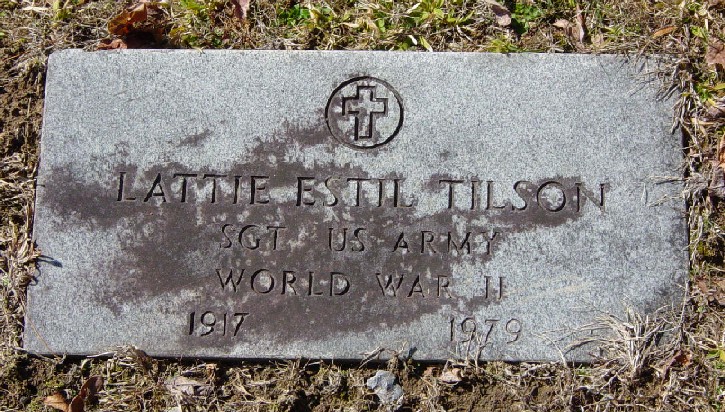 LATTIE ESTIL TILSON
SGT US ARMY
WORLD WAR II
1917 1979